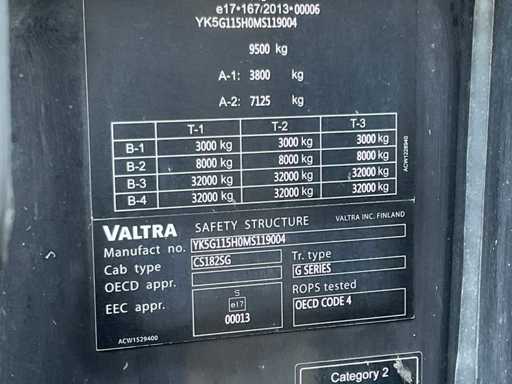 e17*167/2013*00006
YK5G115H0MS119004
9500 kg
A-1: 3800 kg
A-2: 7125 kg
T-1 T-2 T-3
B-1 3000 kg 3000 kg 3000 kg
B-2 8000 kg 8000 kg 8000 kg
B-3 32000 kg 32000 kg 32000 kg
B-4 32000 kg 32000 kg 32000 kg
ACW1228940
VALTRA SAFETY STRUCTURE VALTRA INC. FINLAND
Manufact no. YK5G115H0MS119004
Cab type CS182SG Tr. type
OECD appr. G SERIES
EEC appr. S ROPS tested
e17 OECD CODE 4
00013
ACW1529400
Category 2